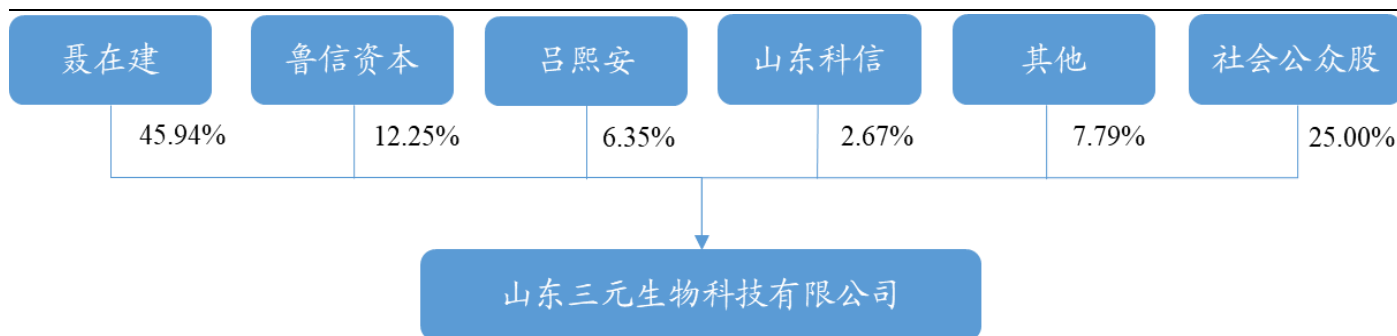 聂在建 鲁信资本 吕熙安 山东科信 其他 社会公众股
45.94% 12.25% 6.35% 2.67% 7.79% 25.00%
山东三元生物科技有限公司